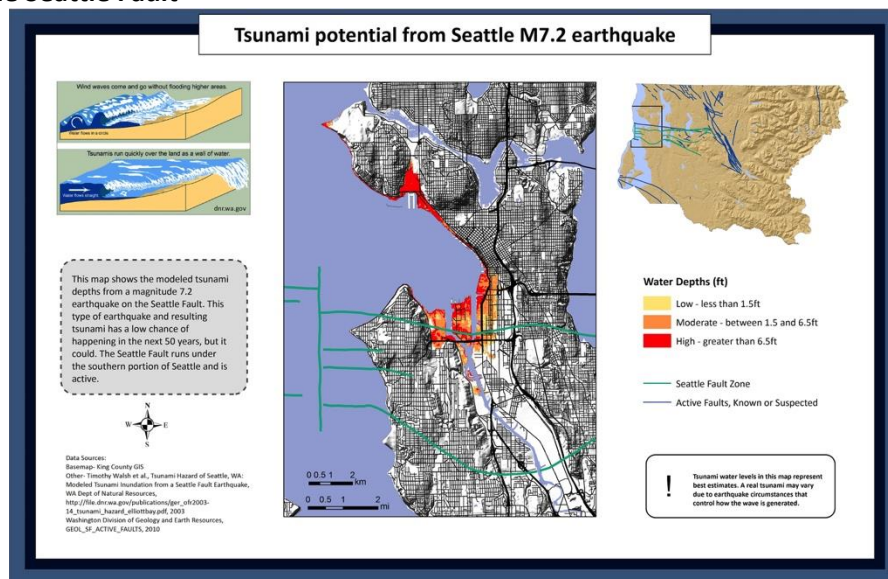 Tsunami potential from Seattle M7.2 earthquake
Wind waves come and go without flooding higher areas.
Water flows in a circle
Tsunamis run quickly over the land as a wall of water.
Water flows straight
dnr.wa.gov
This map shows the modeled tsunami
depths from a magnitude 7.2
earthquake on the Seattle Fault. This
type of earthquake and resulting
tsunami has a low chance of
happening in the next 50 years, but it
could. The Seattle Fault runs under
the southern portion of Seattle and is
active.
N
W E
S
Data Sources:
Basemap- King County GIS
Other- Timothy Walsh et al., Tsunami Hazard of Seattle, WA:
Modeled Tsunami Inundation from a Seattle Fault Earthquake,
WA Dept of Natural Resources,
http://file.dnr.wa.gov/publications/ger_ofr2003-
14_tsunami_hazard_elliottbay.pdf, 2003
Washington Division of Geology and Earth Resources,
GEOL_SF_ACTIVE_FAULTS, 2010
0 0.5 1 2
km
0 0.5 1 2
mi
Water Depths (ft)
Low - less than 1.5ft
Moderate - between 1.5 and 6.5ft
High - greater than 6.5ft
Seattle Fault Zone
Active Faults, Known or Suspected
!
Tsunami water levels in this map represent
best estimates. A real tsunami may vary
due to earthquake circumstances that
control how the wave is generated.